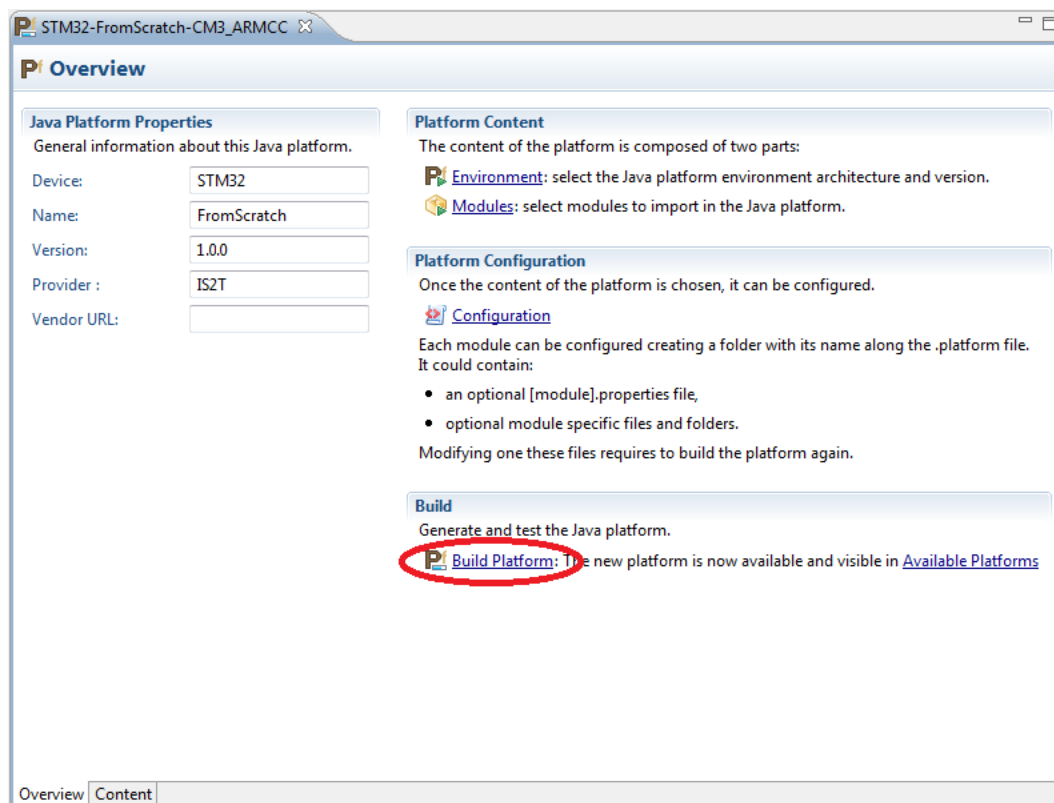 STM32-FromScratch-CM3_ARMCC
Overview
Java Platform Properties
General information about this Java platform.
Device: STM32
Name: FromScratch
Version: 1.0.0
Provider : IS2T
Vendor URL:
Platform Content
The content of the platform is composed of two parts:
Environment: select the Java platform environment architecture and version.
Modules: select modules to import in the Java platform.
Platform Configuration
Once the content of the platform is chosen, it can be configured.
Configuration
Each module can be configured creating a folder with its name along the .platform file.
It could contain:
• an optional [module].properties file,
• optional module specific files and folders.
Modifying one these files requires to build the platform again.
Build
Generate and test the Java platform.
Build Platform: The new platform is now available and visible in Available Platforms
Overview Content